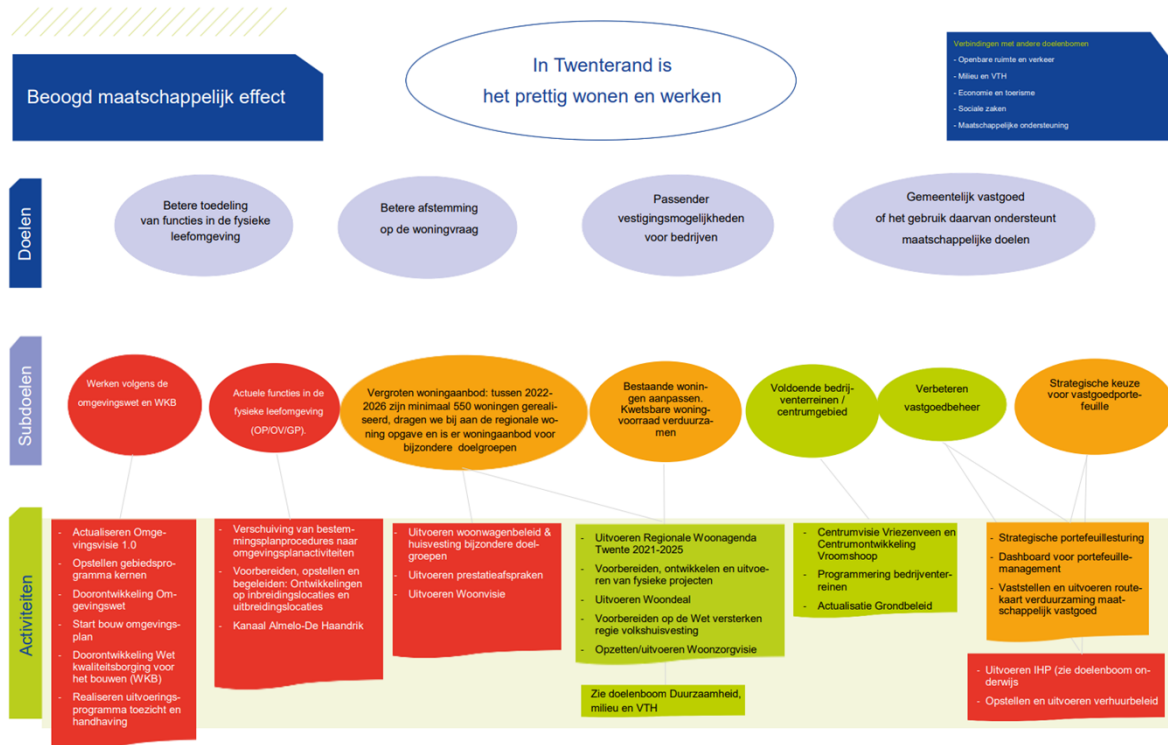 Beoogd maatschappelijk effect
In Twenterand is
het prettig wonen en werken
Verbindingen met andere doelenbomen
- Openbare ruimte en verkeer
- Milieu en VTH
- Economie en toerisme
- Sociale zaken
- Maatschappelijke ondersteuning
Doelen
Betere toedeling
van functies in de fysieke
leefomgeving
Betere afstemming
op de woningvraag
Passender
vestigingsmogelijkheden
voor bedrijven
Gemeentelijk vastgoed
of het gebruik daarvan ondersteunt
maatschappelijke doelen
Subdoelen
Werken volgens de
omgevingswet en WKB
Actuele functies in de
fysieke leefomgeving
(OP/OV/GP).
Vergroten woningaanbod: tussen 2022-
2026 zijn minimaal 550 woningen gereali-
seerd, dragen we bij aan de regionale wo-
ning opgave en is er woningaanbod voor
bijzondere doelgroepen
Bestaande wonin-
gen aanpassen.
Kwetsbare woning-
voorraad verduurza-
men
Voldoende bedrij-
venterreinen /
centrumgebied
Verbeteren
vastgoedbeheer
Strategische keuze
voor vastgoedporte-
feuille
Activiteiten
- Actualiseren Omge-
vingsvisie 1.0
- Opstellen gebiedspro-
gramma kernen
- Doorontwikkeling Om-
gevingswet
- Start bouw omgevings-
plan
- Doorontwikkeling Wet
kwaliteitsborging voor
het bouwen (WKB)
- Realiseren uitvoerings-
programma toezicht en
handhaving
- Verschuiving van bestem-
mingsplanprocedures naar
omgevingsplanactiviteiten
- Voorbereiden, opstellen en
begeleiden: Ontwikkelingen
op inbreidingslocaties en
uitbreidingslocaties
- Kanaal Almelo-De Haandrik
- Uitvoeren woonwagenbeleid &
huisvesting bijzondere doel-
groepen
- Uitvoeren prestatieafspraken
- Uitvoeren Woonvisie
- Uitvoeren Regionale Woonagenda
Twente 2021-2025
- Voorbereiden, ontwikkelen en uitvoe-
ren van fysieke projecten
- Uitvoeren Woondeal
- Voorbereiden op de Wet versterken
regie volkshuisvesting
- Opzetten/uitvoeren Woonzorgvisie
Zie doelenboom Duurzaamheid,
milieu en VTH
- Centrumvisie Vriezenveen en
Centrumontwikkeling
Vroomshoop
- Programmering bedrijventer-
reinen
- Actualisatie Grondbeleid
- Strategische portefeuillesturing
- Dashboard voor portefeuille-
management
- Vaststellen en uitvoeren route-
kaart verduurzaming maat-
schappelijk vastgoed
- Uitvoeren IHP (zie doelenboom on-
derwijs
- Opstellen en uitvoeren verhuurbeleid